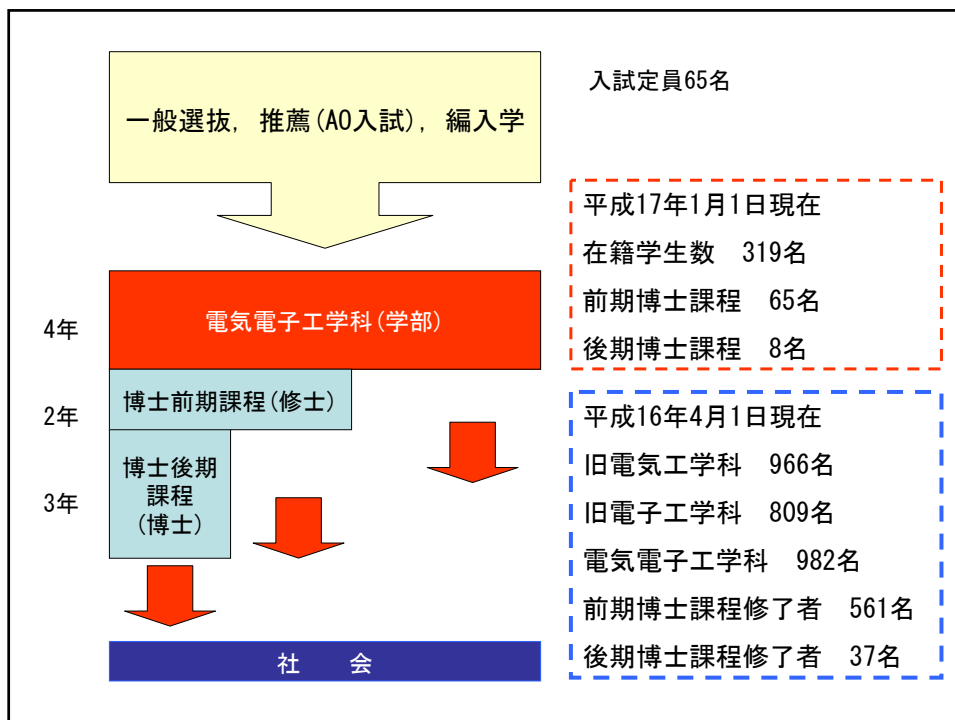 入試定員65名
一般選抜, 推薦(AO入試), 編入学
平成17年1月1日現在
在籍学生数　319名
前期博士課程　65名
後期博士課程　8名
4年
電気電子工学科(学部)
2年
博士前期課程(修士)
3年
博士後期
課程
(博士)
平成16年4月1日現在
旧電気工学科　966名
旧電子工学科　809名
電気電子工学科　982名
前期博士課程修了者　561名
後期博士課程修了者　37名
社　会